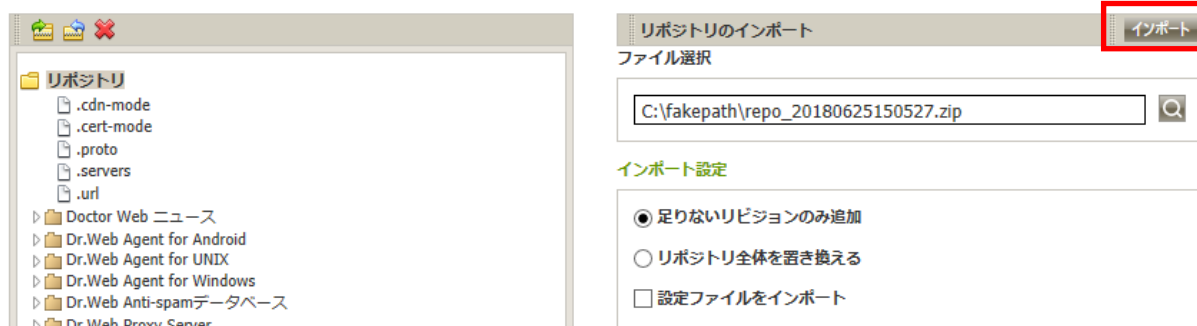 リポジトリ
.cdn-mode
.cert-mode
.proto
.servers
.url
Doctor Web ニュース
Dr.Web Agent for Android
Dr.Web Agent for UNIX
Dr.Web Agent for Windows
Dr.Web Anti-spamデータベース
Dr.Web Proxy Server
リポジトリのインポート
インポート
ファイル選択
C:\fakepath\repo_20180625150527.zip
インポート設定
足りないリビジョンのみ追加
リポジトリ全体を置き換える
設定ファイルをインポート